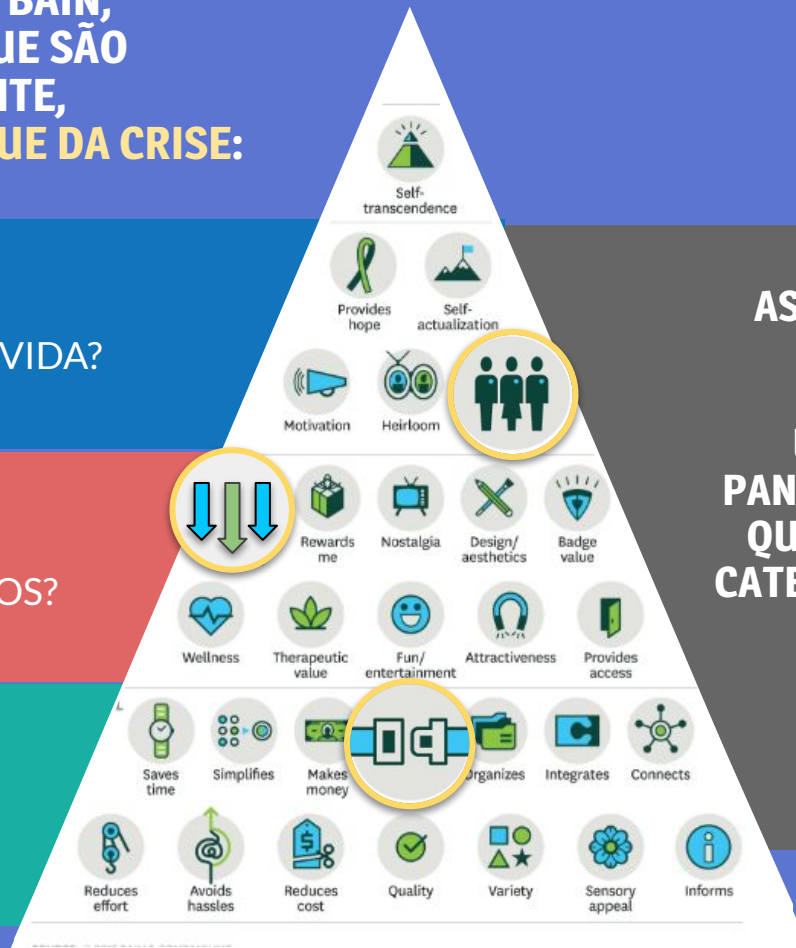 BAIN,
UE SÃO
UE DA CRISE:
VIDA?
OS?
AS
PAN
QU
CATE
Self-
transcendence
Provides
hope
Self-
actualization
Motivation
Heirloom
Rewards
me
Nostalgia
Design/
aesthetics
Badge
value
Wellness
Therapeutic
value
Fun/
entertainment
Attractiveness
Provides
access
Saves
time
Simplifies
Makes
money
Organizes
Integrates
Connects
Reduces
effort
Avoids
hassles
Reduces
cost
Quality
Variety
Sensory
appeal
Informs